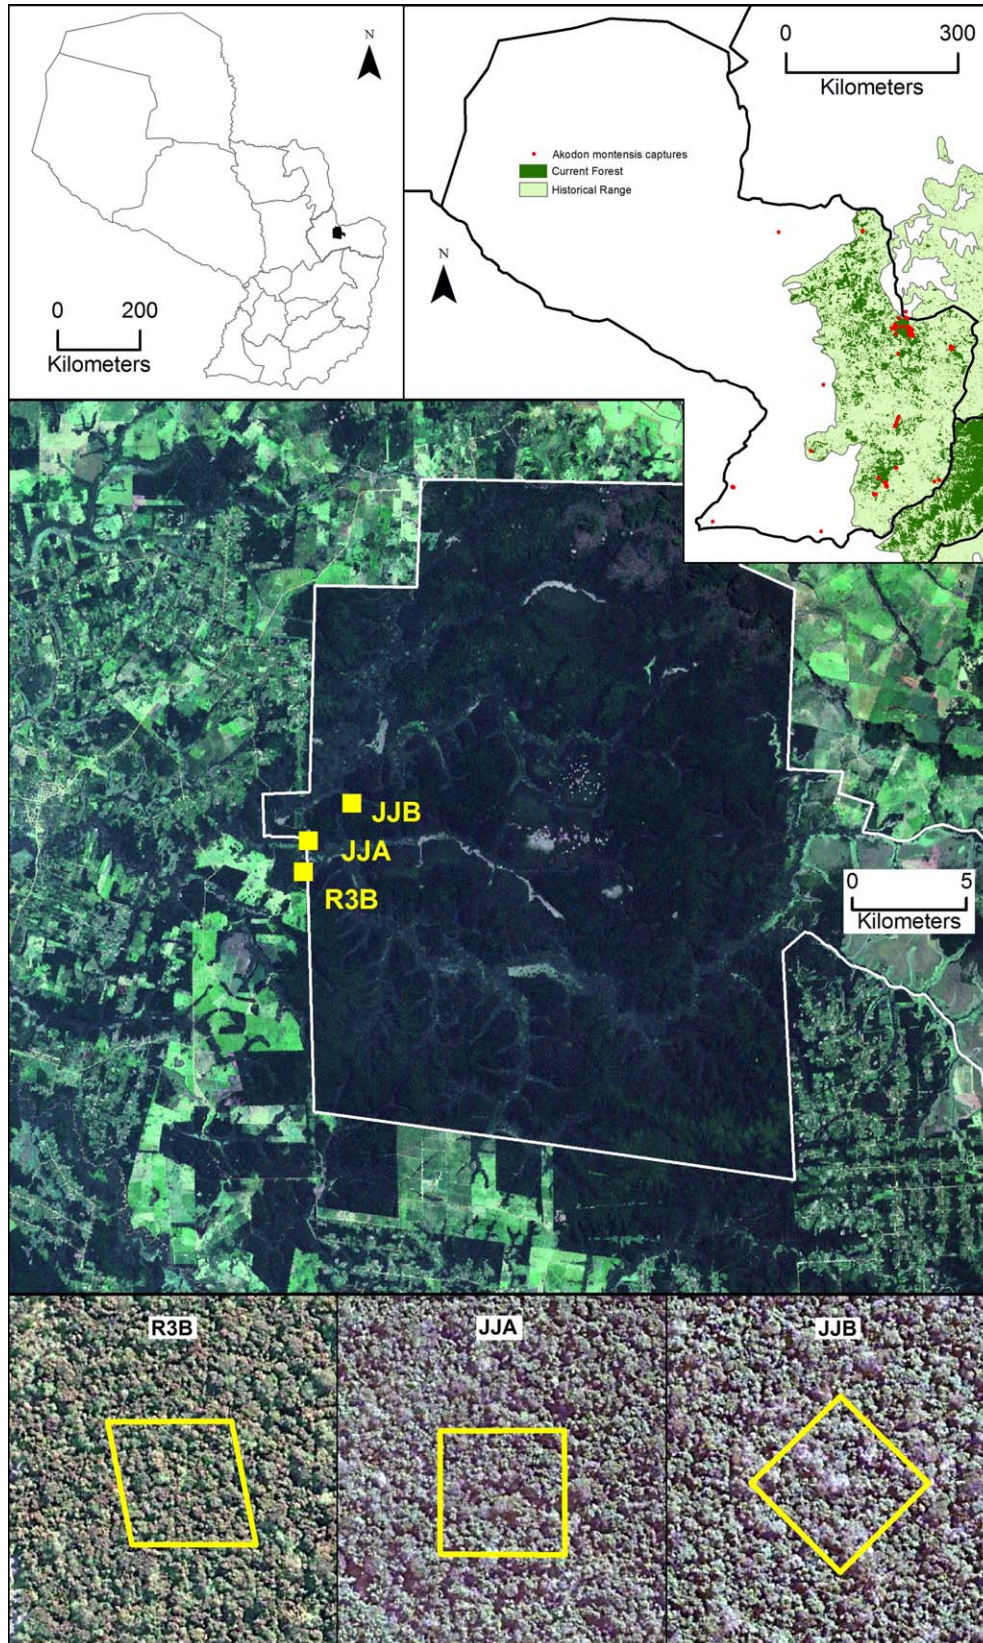 N
0 200
Kilometers
0 300
Kilometers
Akodon montensis captures
Current Forest
Historical Range
N
JJB
JJA
R3B
0 5
Kilometers
R3B
JJA
JJB